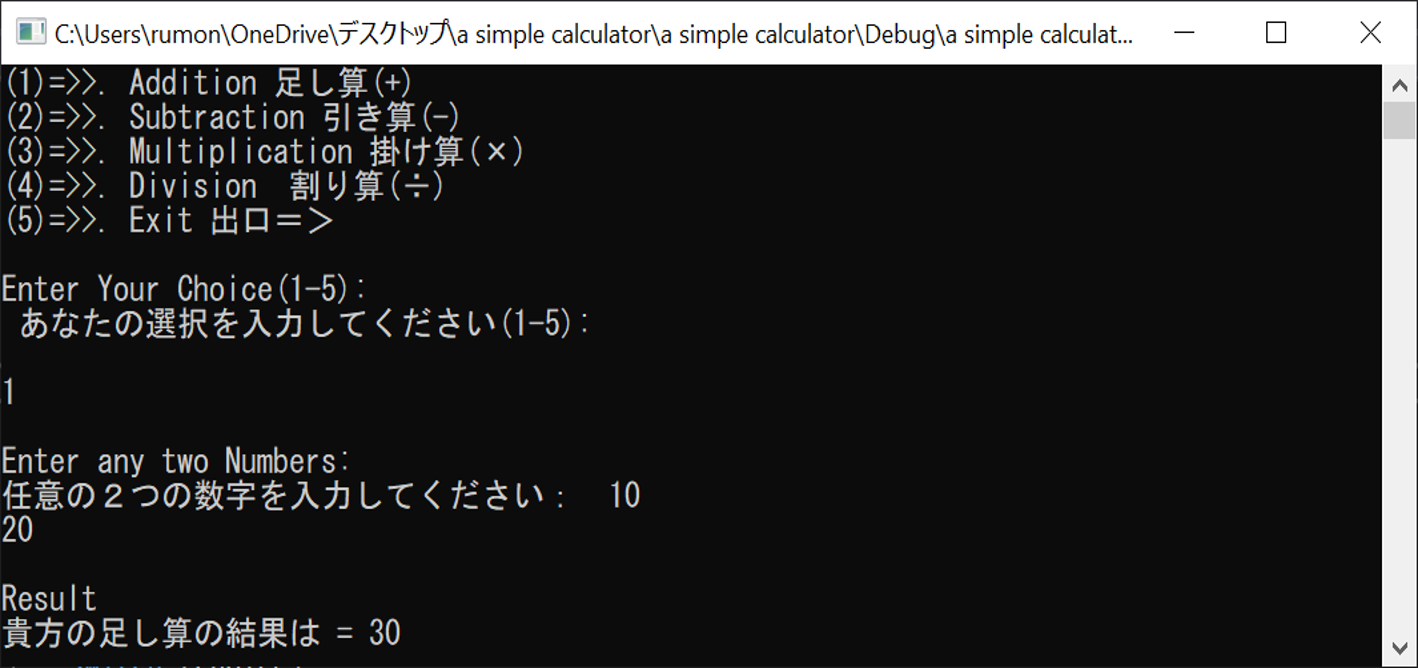 C:\Users\rumon\OneDrive\デスクトップ\a simple calculator\a simple calculator\Debug\a simple calculat...
(1)=>>. Addition 足し算(+)
(2)=>>. Subtraction 引き算(-)
(3)=>>. Multiplication 掛け算(×)
(4)=>>. Division　割り算(÷)
(5)=>>. Exit 出口＝＞
Enter Your Choice(1-5):
あなたの選択を入力してください(1-5):
1
Enter any two Numbers:
任意の２つの数字を入力してください：　10
20
Result
貴方の足し算の結果は = 30